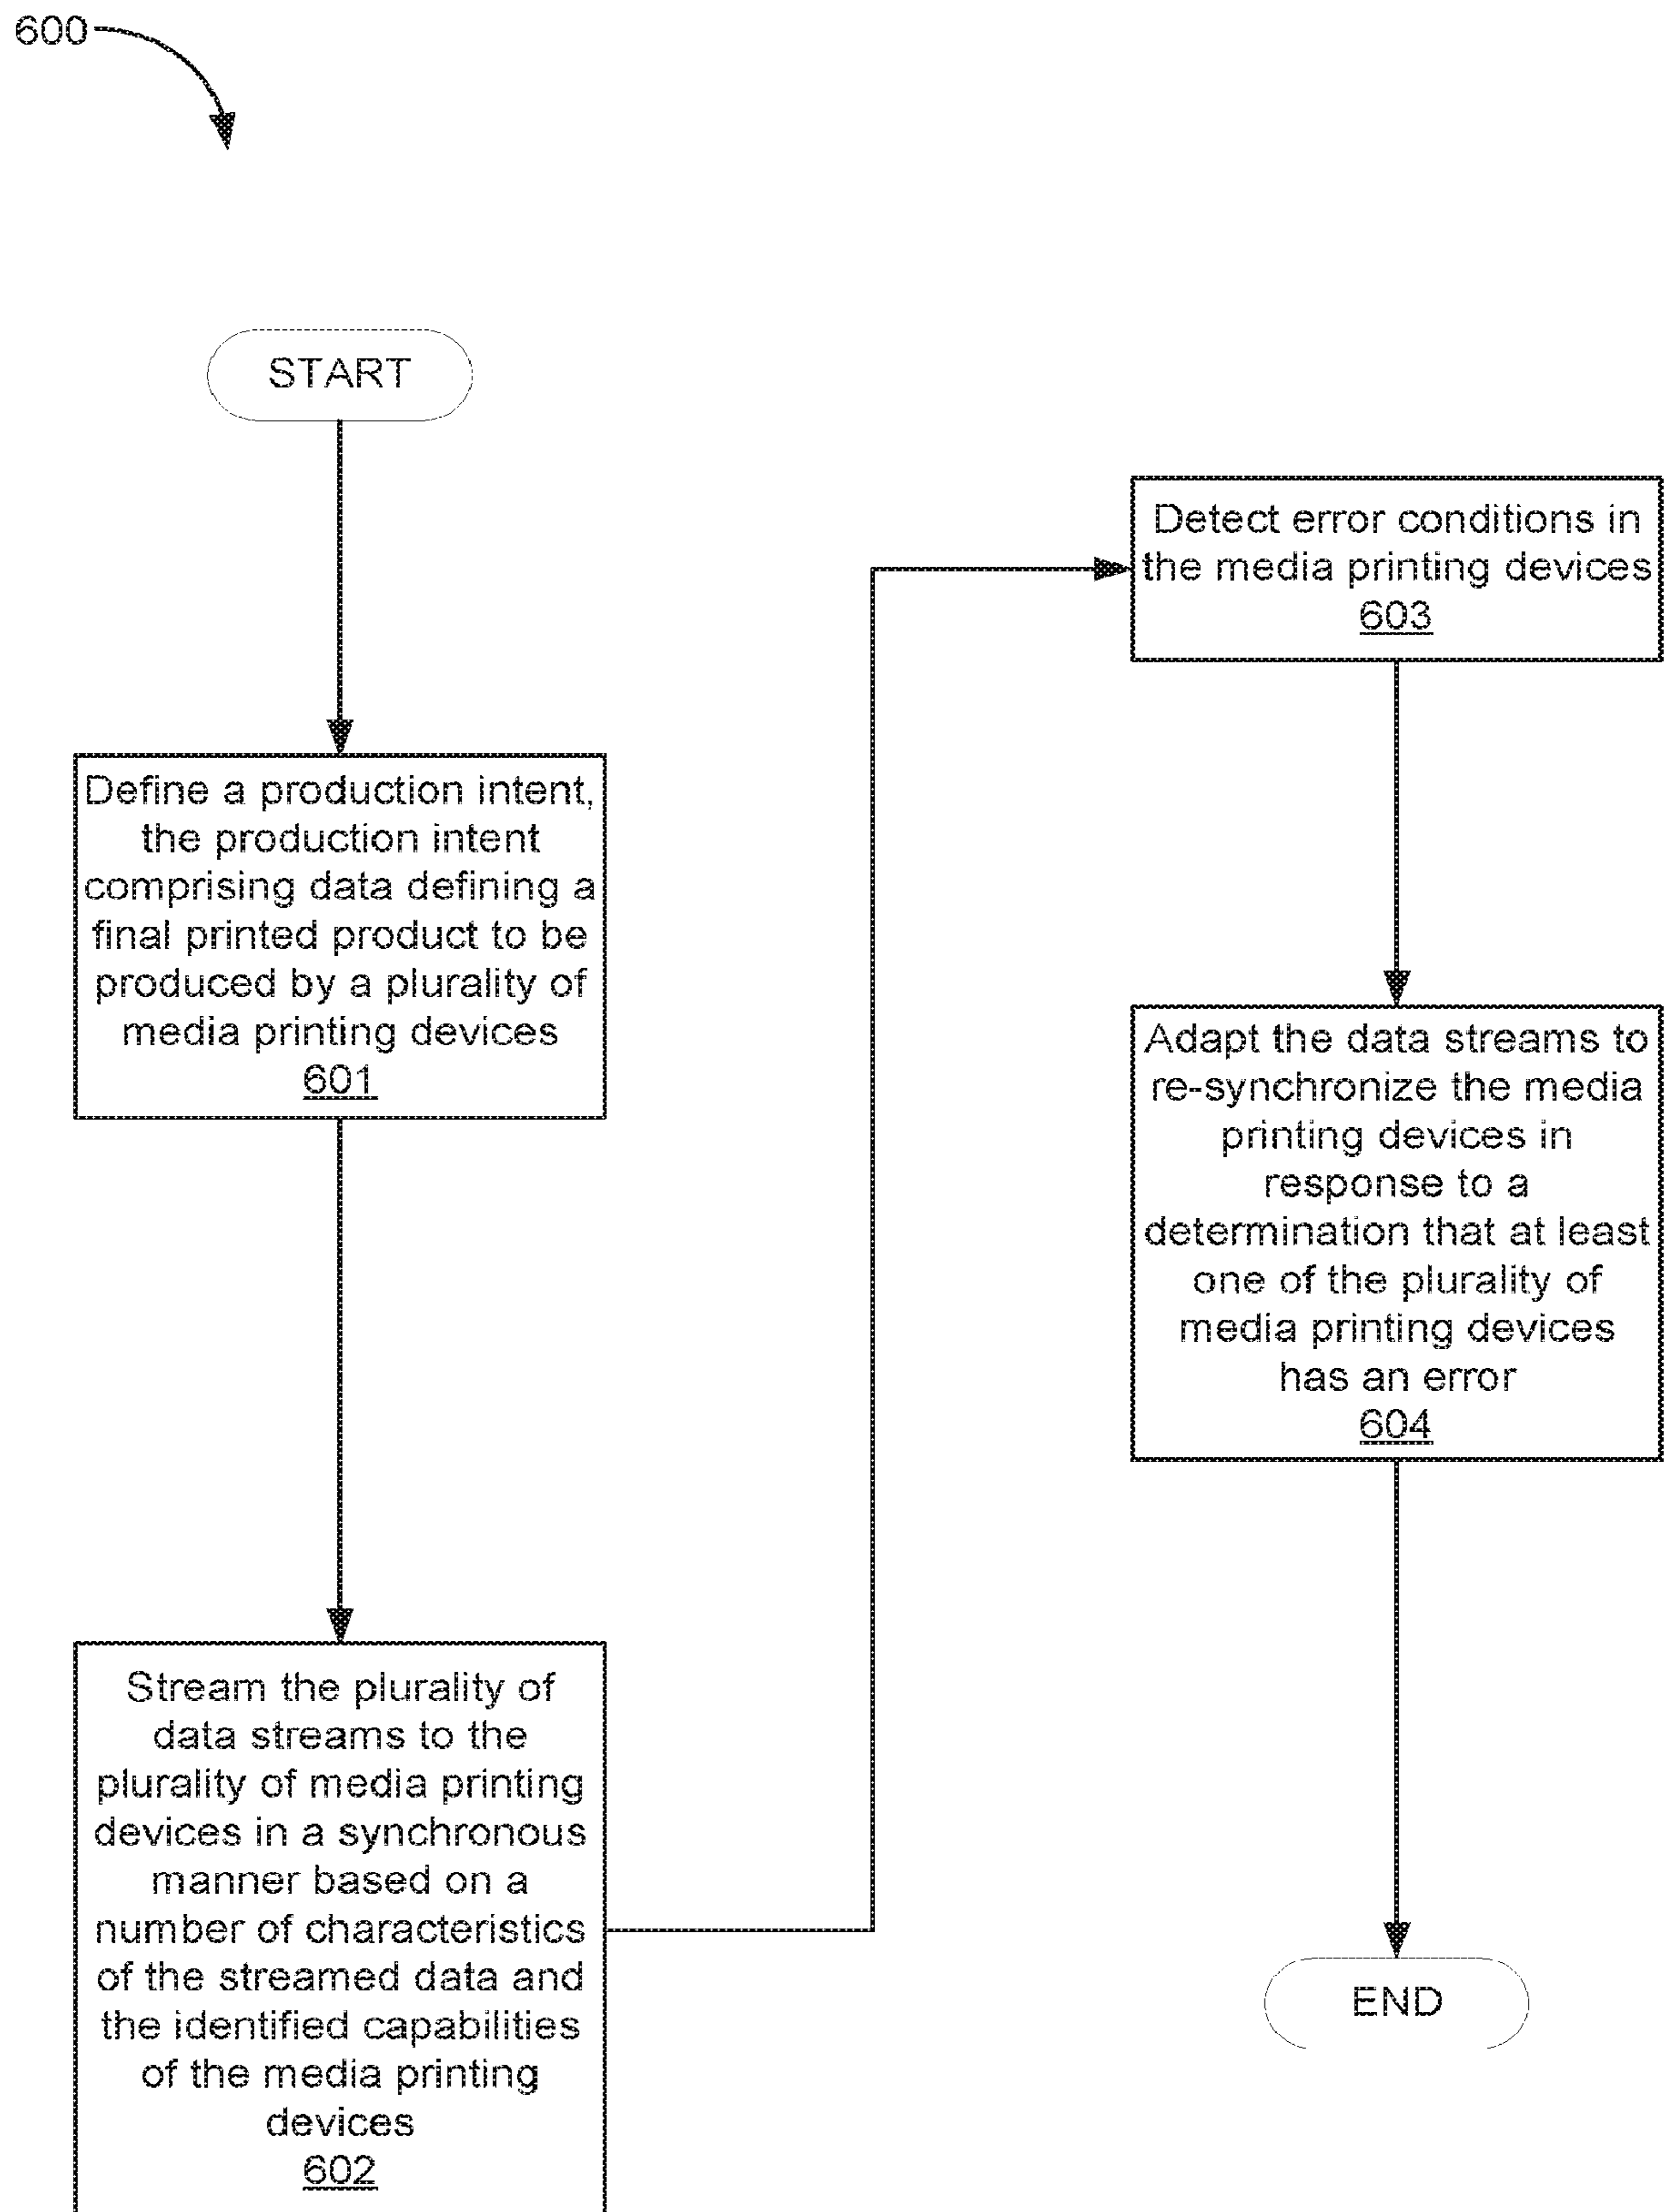 600
START
Define a production intent,
the production intent
comprising data defining a
final printed product to be
produced by a plurality of
media printing devices
601
Stream the plurality of
data streams to the
plurality of media printing
devices in a synchronous
manner based on a
number of characteristics
of the streamed data and
the identified capabilities
of the media printing
devices
602
Detect error conditions in
the media printing devices
603
Adapt the data streams to
re-synchronize the media
printing devices in
response to a
determination that at least
one of the plurality of
media printing devices
has an error
604
END